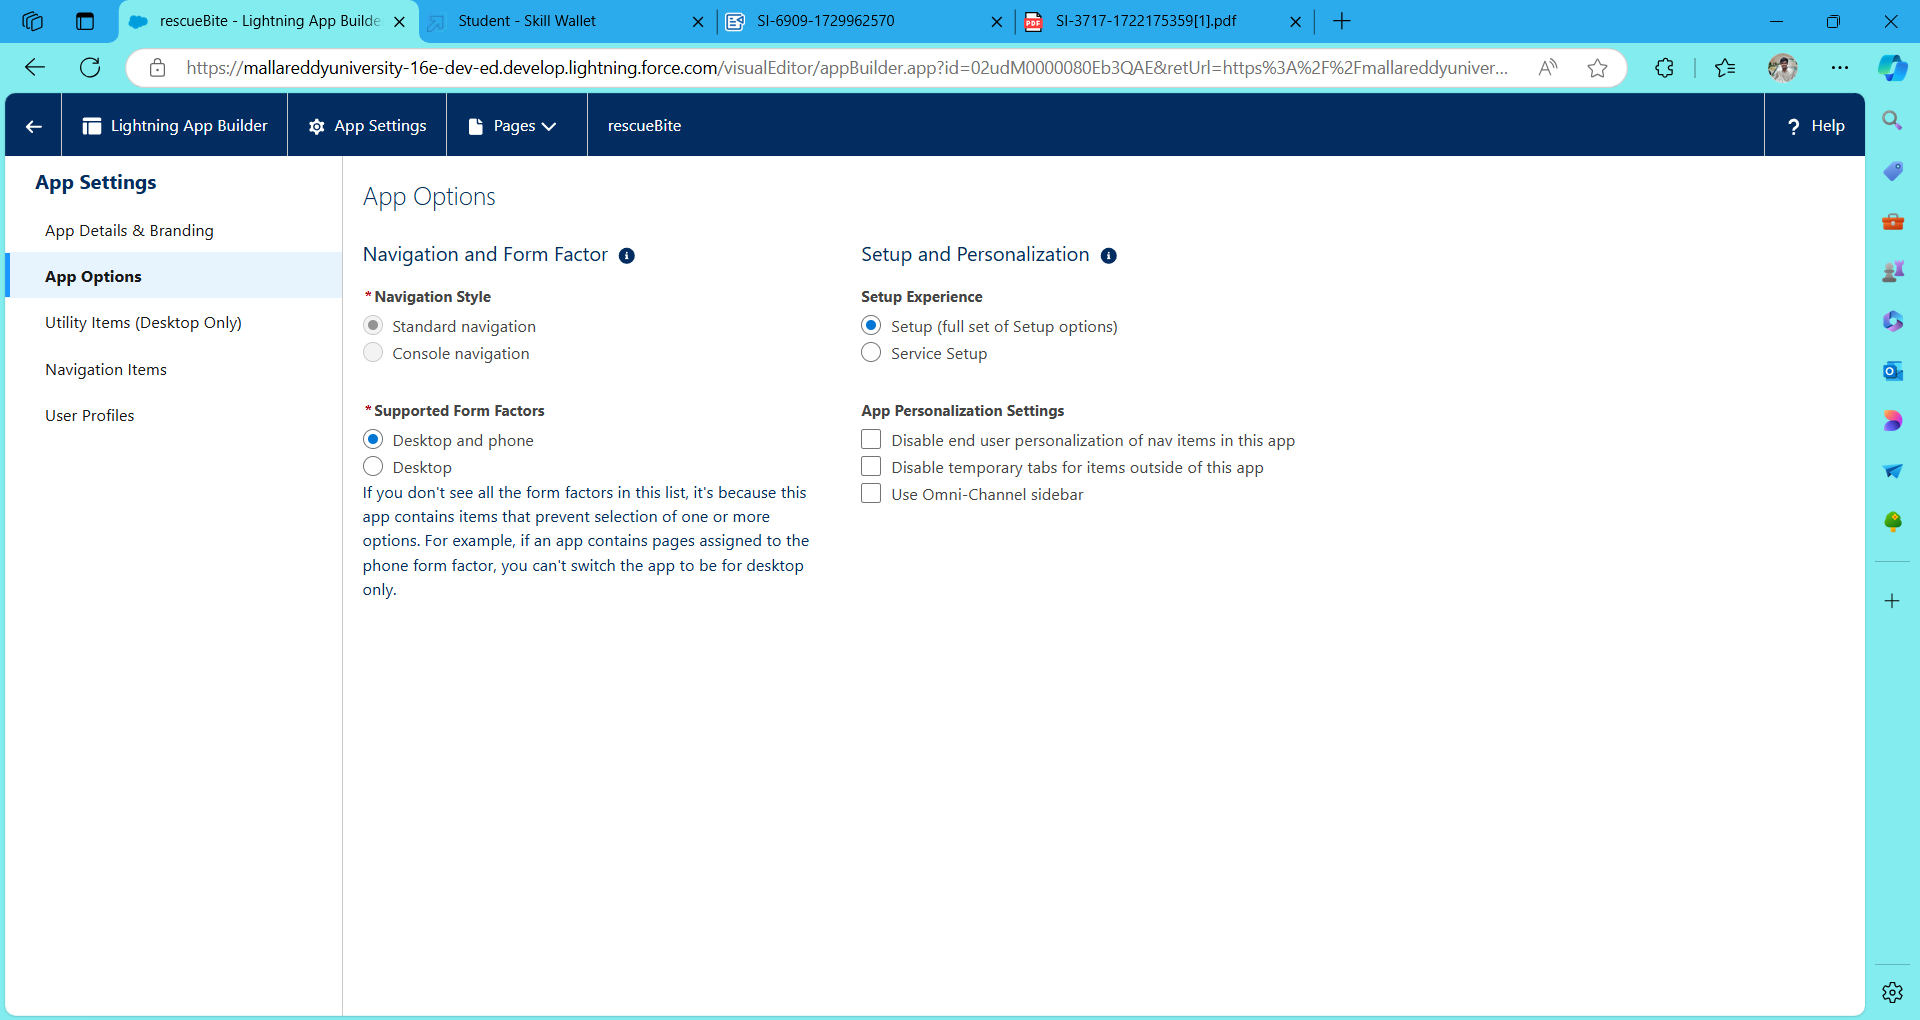 rescueBite - Lightning App Builde
Student - Skill Wallet
SI-6909-1729962570
SI-3717-1722175359[1].pdf
https://mallareddyuniversity-16e-dev-ed.develop.lightning.force.com/visualEditor/appBuilder.app?id=02udM0000080Eb3QAE&retUrl=https%3A%2F%2Fmallareddyuniver...
Lightning App Builder
App Settings
Pages
rescueBite
? Help
App Settings
App Details & Branding
App Options
Utility Items (Desktop Only)
Navigation Items
User Profiles
App Options
Navigation and Form Factor
*Navigation Style
Standard navigation
Console navigation
*Supported Form Factors
Desktop and phone
Desktop
If you don't see all the form factors in this list, it's because this
app contains items that prevent selection of one or more
options. For example, if an app contains pages assigned to the
phone form factor, you can't switch the app to be for desktop
only.
Setup and Personalization
Setup Experience
Setup (full set of Setup options)
Service Setup
App Personalization Settings
Disable end user personalization of nav items in this app
Disable temporary tabs for items outside of this app
Use Omni-Channel sidebar